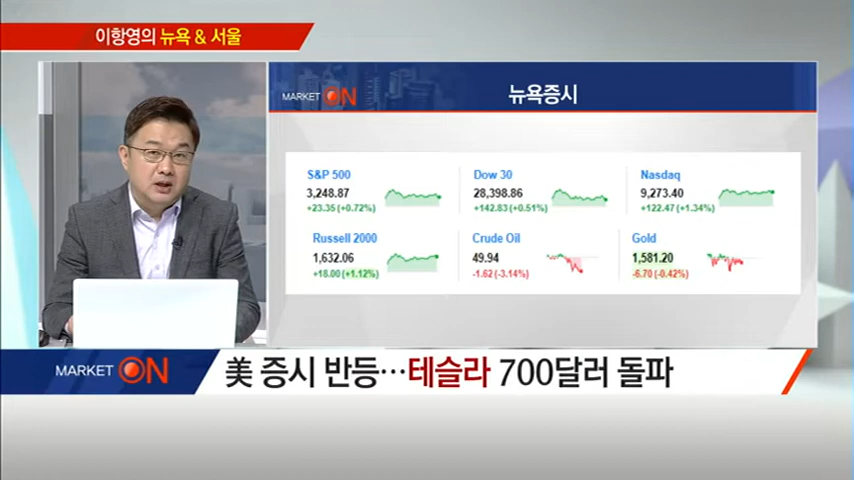 이항영의 뉴욕 & 서울
MARKET ON
뉴욕증시
S&P 500
3,248.87
+23.35 (+0.72%)
Dow 30
28,398.86
+142.83 (+0.51%)
Nasdaq
9,273.40
+122.47 (+1.34%)
Russell 2000
1,632.06
+18.00 (+1.12%)
Crude Oil
49.94
-1.62 (-3.14%)
Gold
1,581.20
-6.70 (-0.42%)
MARKET ON
美 증시 반등…테슬라 700달러 돌파